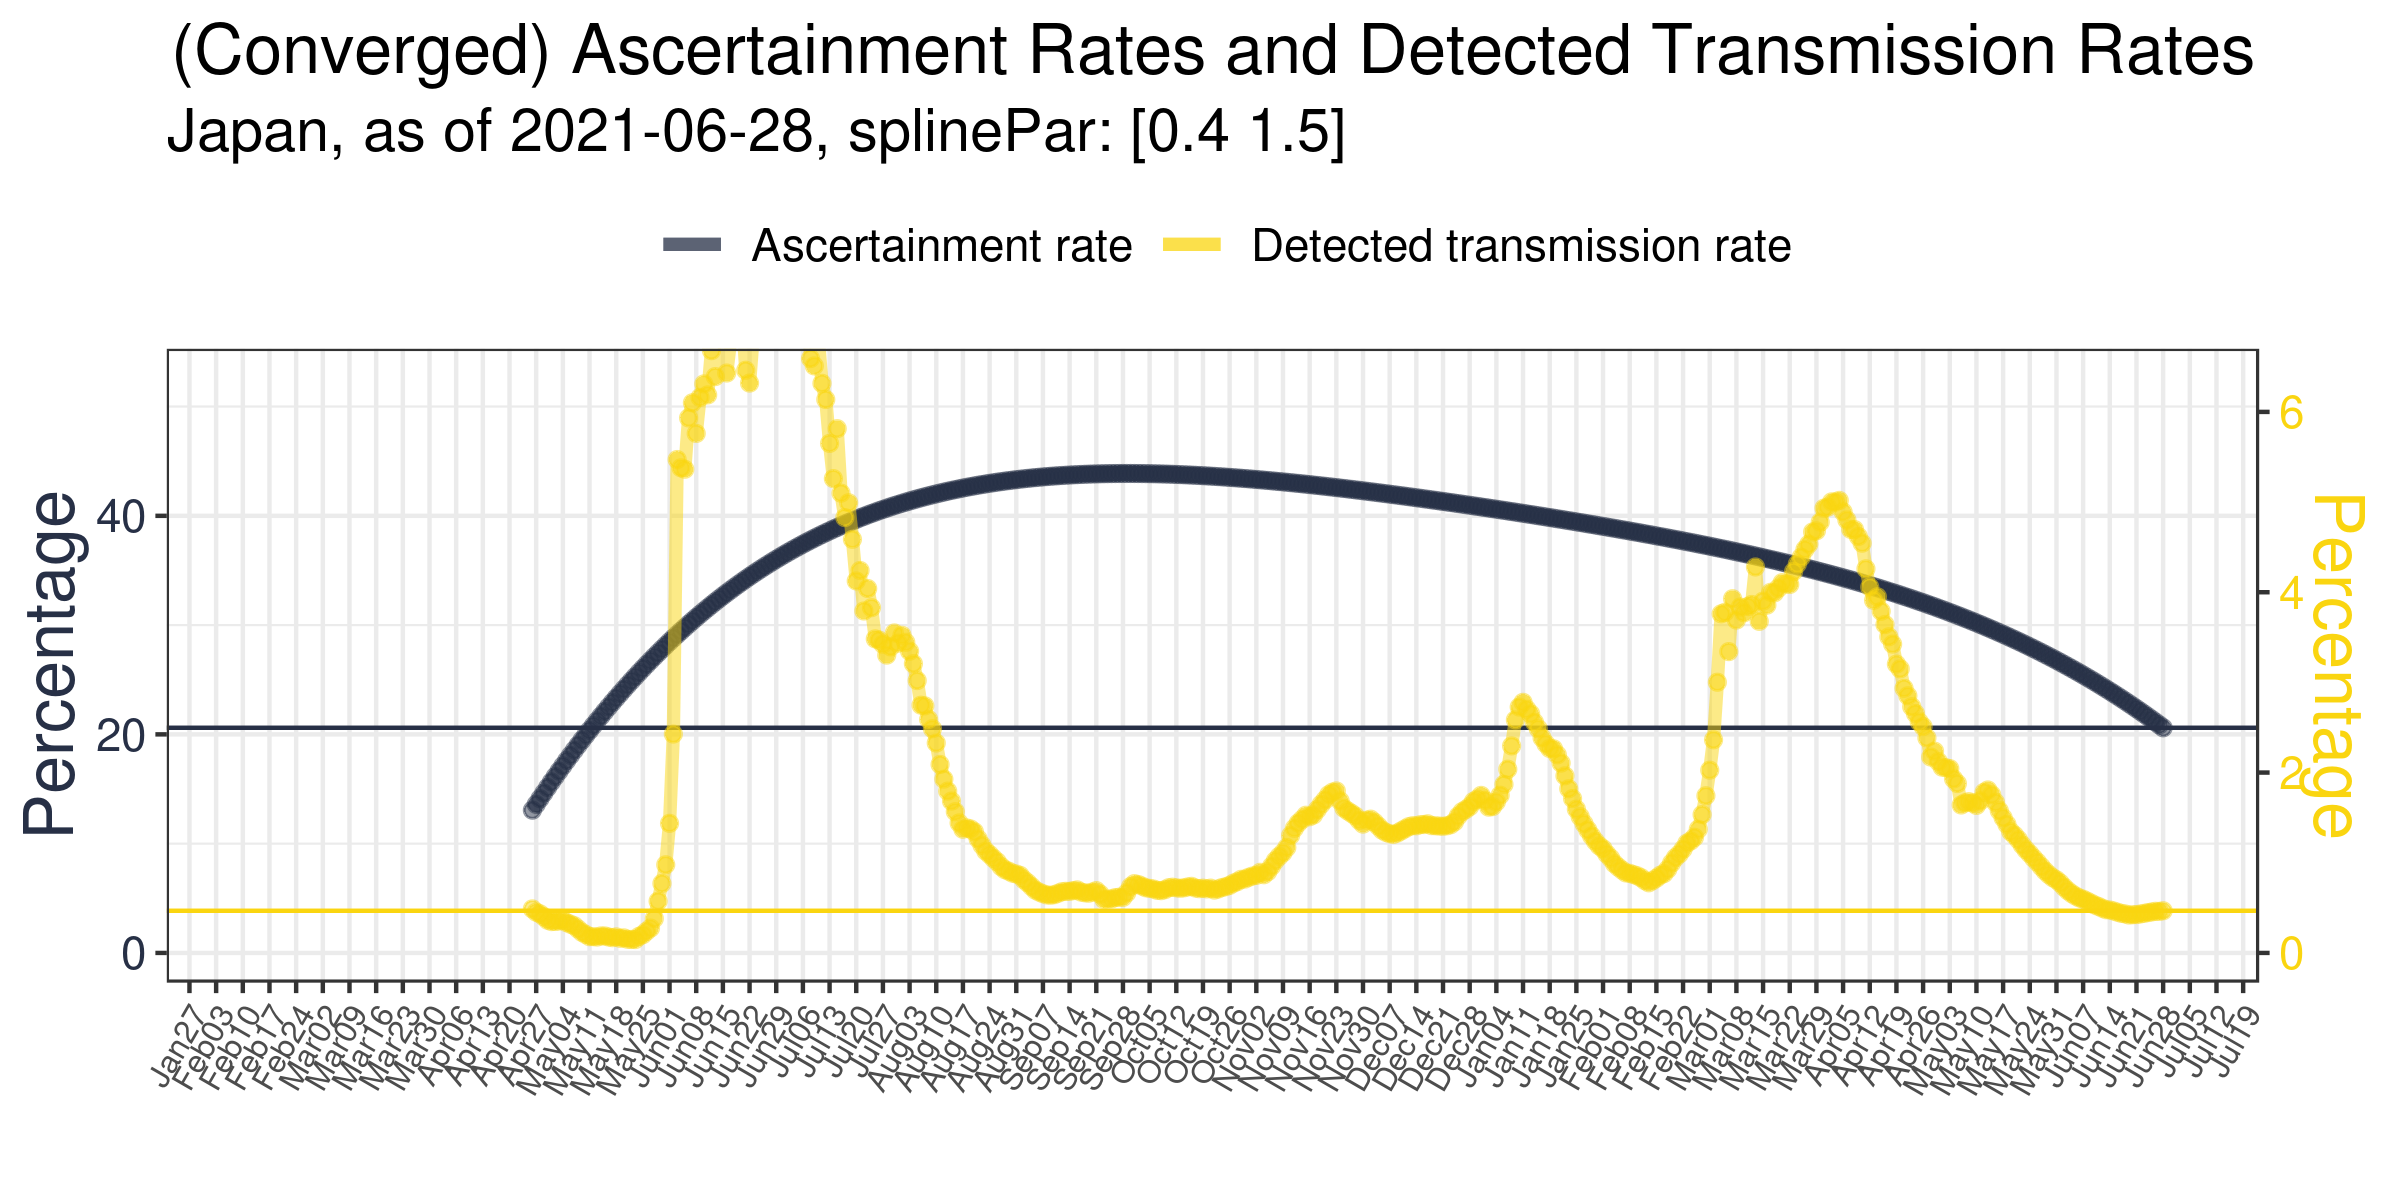 (Converged) Ascertainment Rates and Detected Transmission Rates
Japan, as of 2021-06-28, splinePar: [0.4 1.5]
Ascertainment rate Detected transmission rate
Percentage
40
20
0
6
4
2
0
Percentage
Jan27
Feb03
Feb10
Feb17
Feb24
Mar02
Mar09
Mar16
Mar23
Mar30
Apr06
Apr13
Apr20
Apr27
May04
May11
May18
May25
Jun01
Jun08
Jun15
Jun22
Jun29
Jul06
Jul13
Jul20
Jul27
Aug03
Aug10
Aug17
Aug24
Aug31
Sep07
Sep14
Sep21
Sep28
Oct05
Oct12
Oct19
Oct26
Nov02
Nov09
Nov16
Nov23
Nov30
Dec07
Dec14
Dec21
Dec28
Jan04
Jan11
Jan18
Jan25
Feb01
Feb08
Feb15
Feb22
Mar01
Mar08
Mar15
Mar22
Mar29
Apr05
Apr12
Apr19
Apr26
May03
May10
May17
May24
May31
Jun07
Jun14
Jun21
Jun28
Jul05
Jul12
Jul19